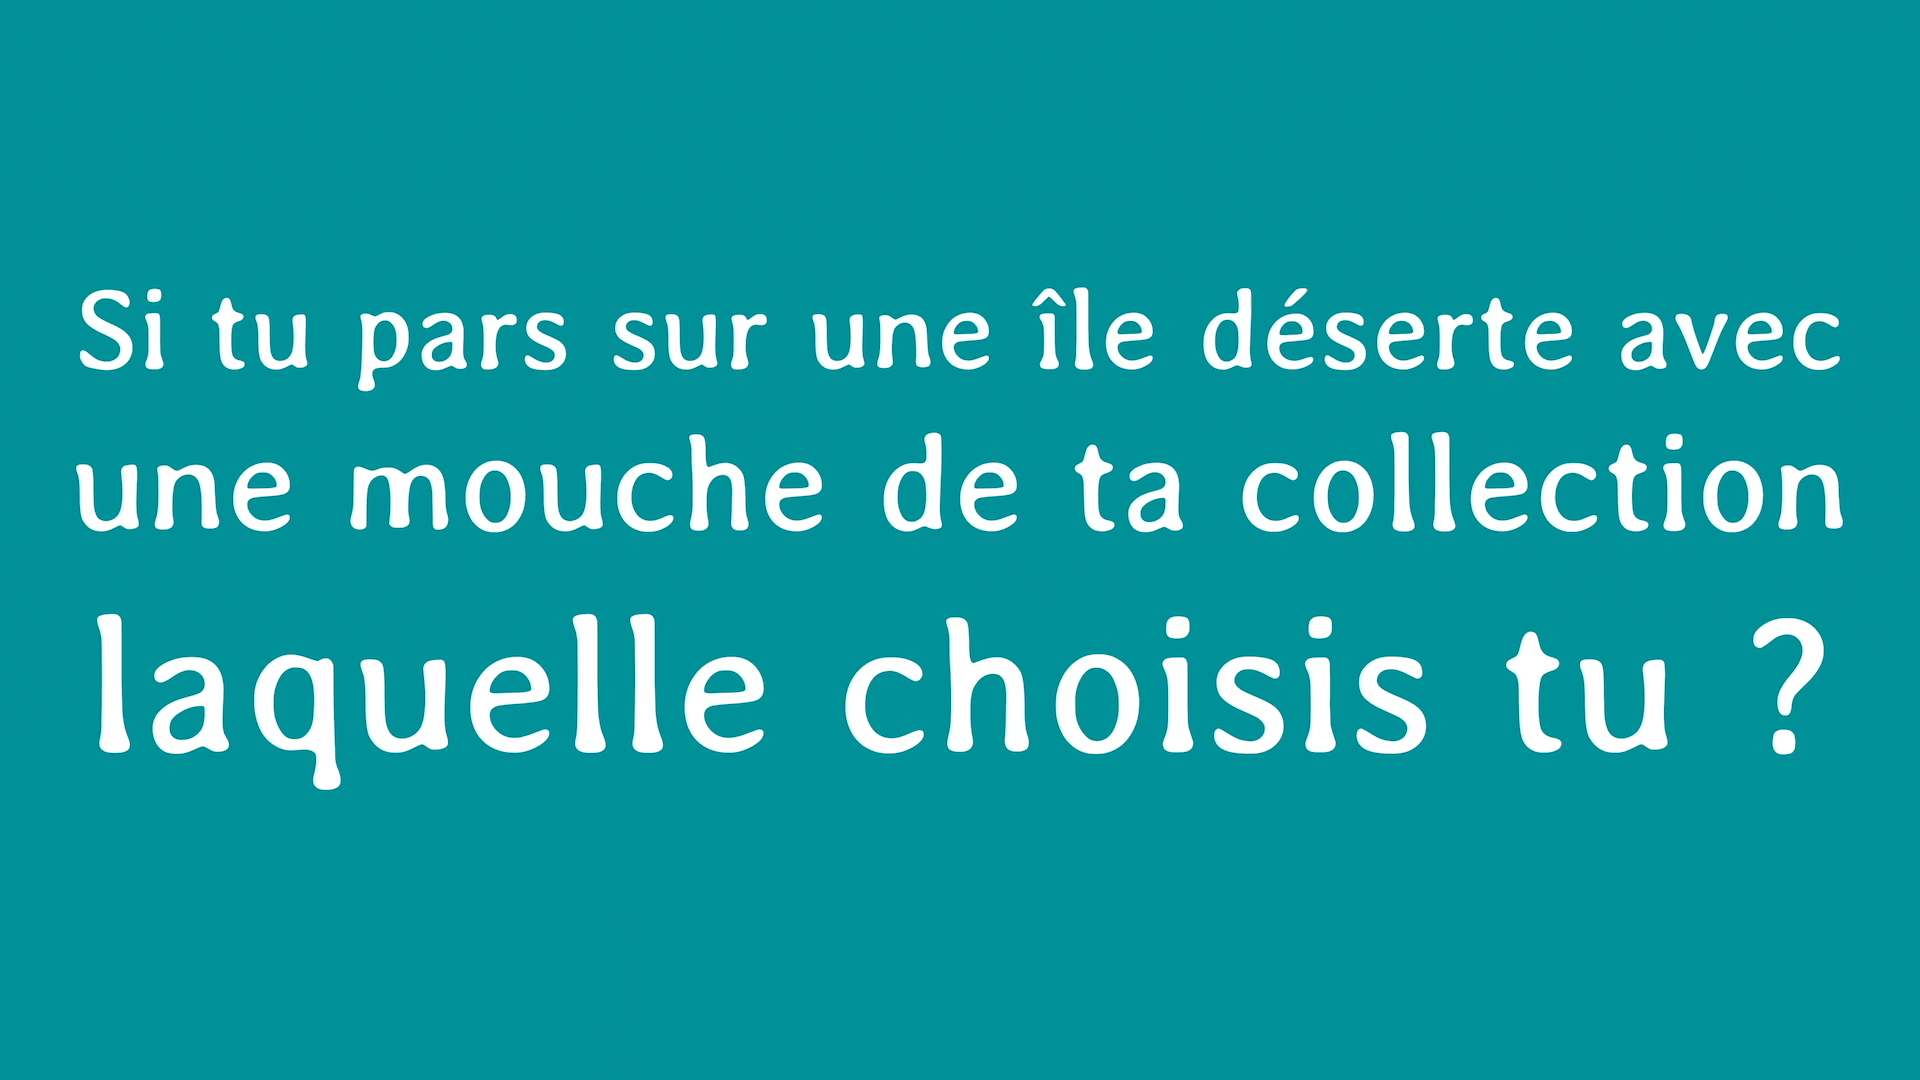 Si tu pars sur une île déserte avec
une mouche de ta collection
laquelle choisis tu ?